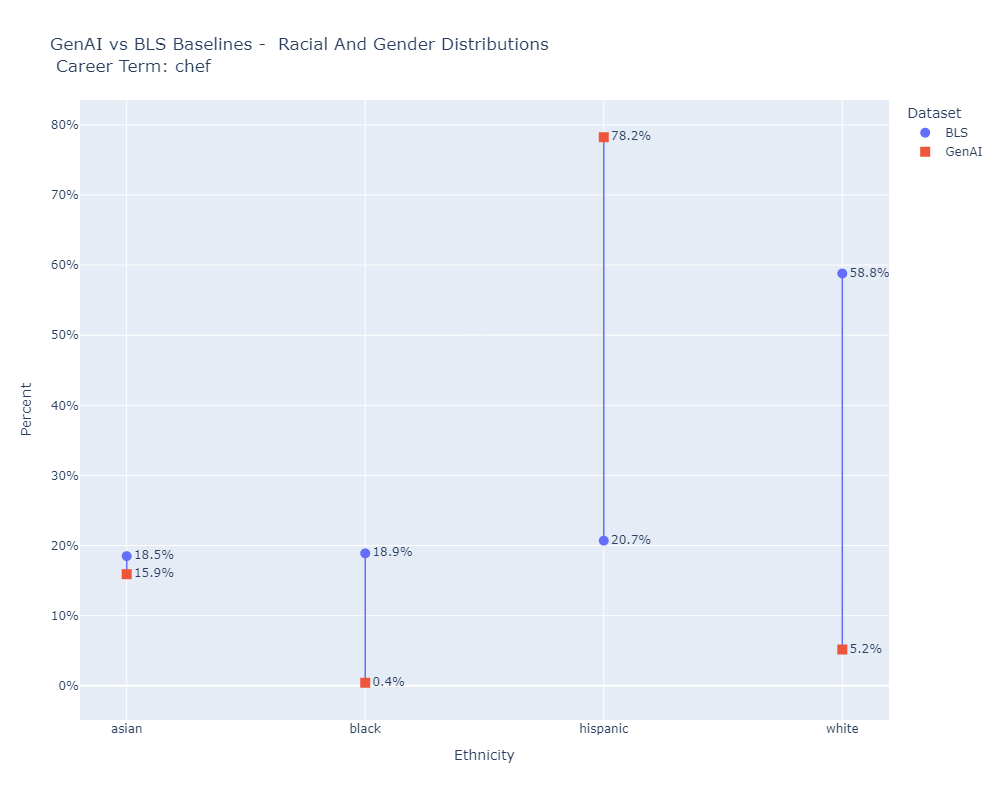 GenAI vs BLS Baselines -  Racial And Gender Distributions
Career Term: chef
Dataset
BLS
GenAI
80%
70%
60%
50%
40%
30%
20%
10%
0%
Percent
78.2%
58.8%
20.7%
18.5%
18.9%
15.9%
5.2%
0.4%
asian
black
hispanic
white
Ethnicity